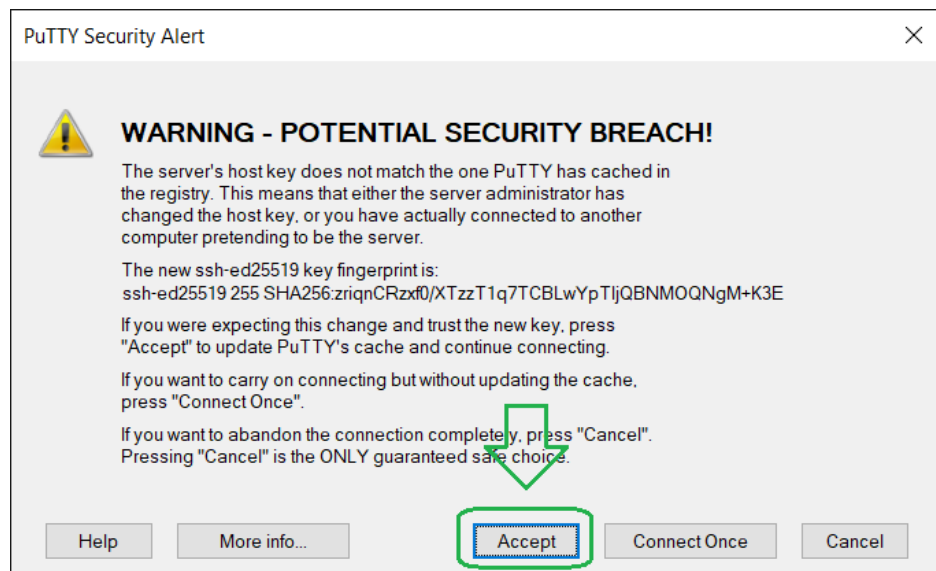 PuTTY Security Alert
WARNING - POTENTIAL SECURITY BREACH!
The server's host key does not match the one PuTTY has cached in
the registry. This means that either the server administrator has
changed the host key, or you have actually connected to another
computer pretending to be the server.
The new ssh-ed25519 key fingerprint is:
ssh-ed25519 255 SHA256:zriqnCRzxf0/XTzzT1q7TCBLwYpTIjQBNMOQNgM+K3E
If you were expecting this change and trust the new key, press
"Accept" to update PuTTY's cache and continue connecting.
If you want to carry on connecting but without updating the cache,
press "Connect Once".
If you want to abandon the connection completely, press "Cancel".
Pressing "Cancel" is the ONLY guaranteed safe choice.
Help More info... Accept Connect Once Cancel